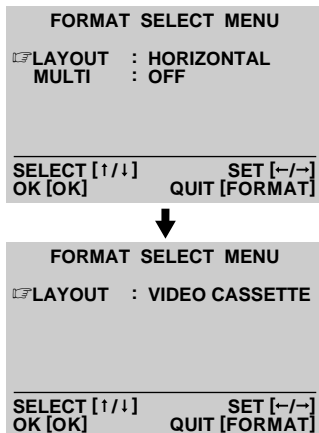 FORMAT SELECT MENU
☞LAYOUT : HORIZONTAL
MULTI : OFF
SELECT [↑/↓] SET [←/→]
OK [OK] QUIT [FORMAT]
FORMAT SELECT MENU
☞LAYOUT : VIDEO CASSETTE
SELECT [↑/↓] SET [←/→]
OK [OK] QUIT [FORMAT]